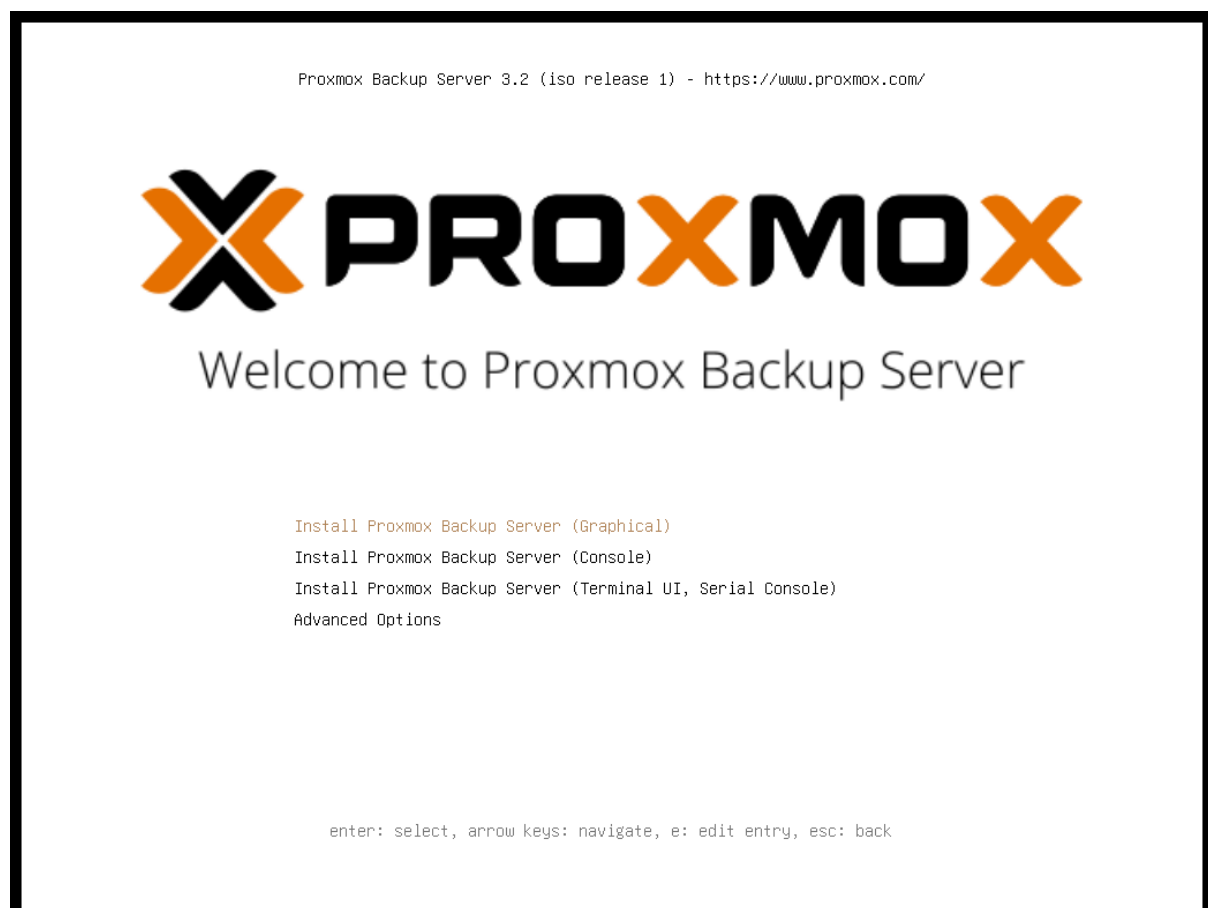 Proxmox Backup Server 3.2 (iso release 1) - https://www.proxmox.com/
PROXMOX
Welcome to Proxmox Backup Server
Install Proxmox Backup Server (Graphical)
Install Proxmox Backup Server (Console)
Install Proxmox Backup Server (Terminal UI, Serial Console)
Advanced Options
enter: select, arrow keys: navigate, e: edit entry, esc: back